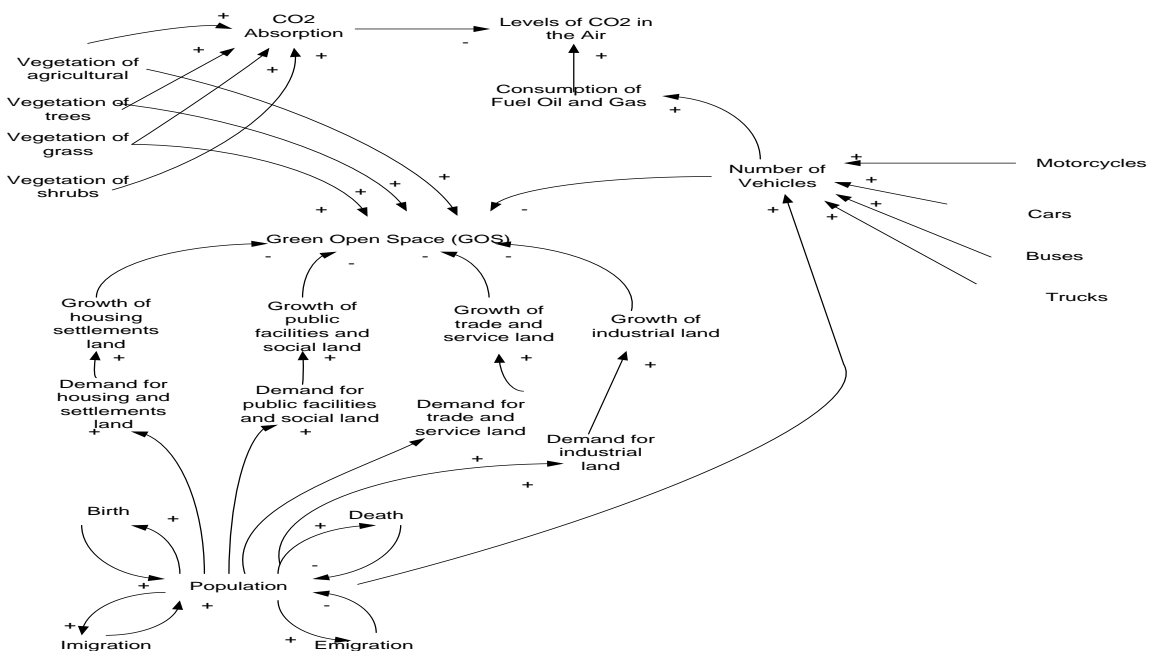 CO2
Absorption
Levels of CO2 in
the Air
+
-
+
+
+
+
Vegetation of
agricultural
Vegetation of
trees
Vegetation of
grass
Vegetation of
shrubs
Consumption of
Fuel Oil and Gas
+
Number of
Vehicles
+
+
+
+
+
Motorcycles
Cars
Buses
Trucks
+
+
+
+
-
Green Open Space (GOS)
-
-
-
-
Growth of
housing
settlements
land
+
Growth of
public
facilities and
social land
+
Growth of
trade and
service land
+
Growth of
industrial land
+
Demand for
housing and
settlements
land
+
Demand for
public facilities
and social land
+
Demand for
trade and
service land
+
Demand for
industrial
land
+
Birth
+
Death
+
-
Population
+
+
-
Imigration
+
Emigration
+